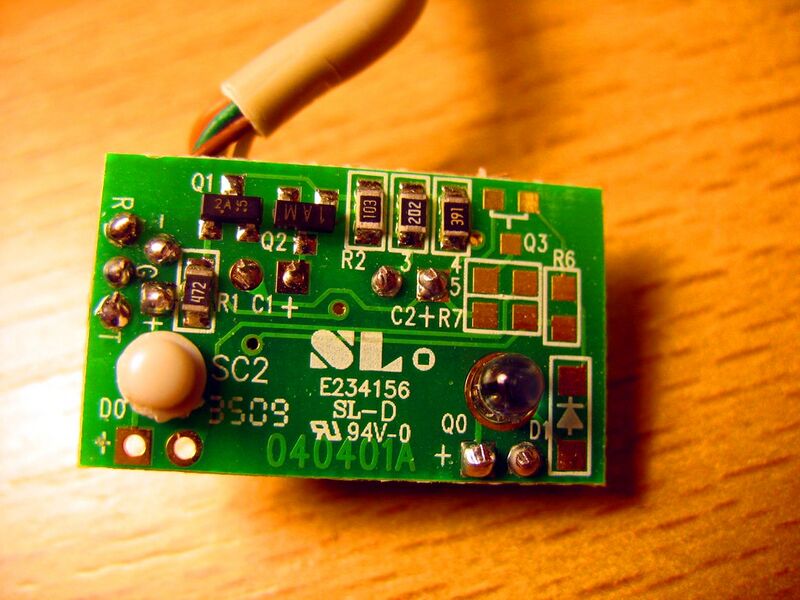 Q1
R
-
2A
1AM
103
202
391
Q2
R2
3
4
Q3
G
472
R1
C1
+
5
R6
+
T
C2+R7
SL
SC2
E234156
SL-D
D0
3509
94V-0
Q0
D1
+
040401A
+